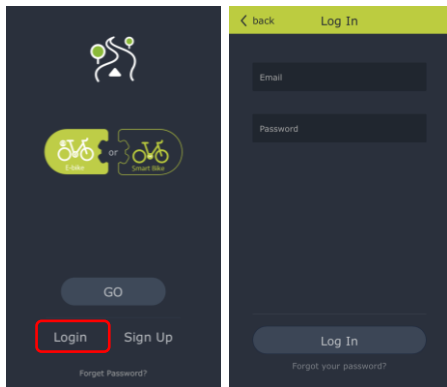 E-bike or Smart Bike
GO
Login Sign Up
Forget Password?
back Log In
Email
Password
Log In
Forgot your password?